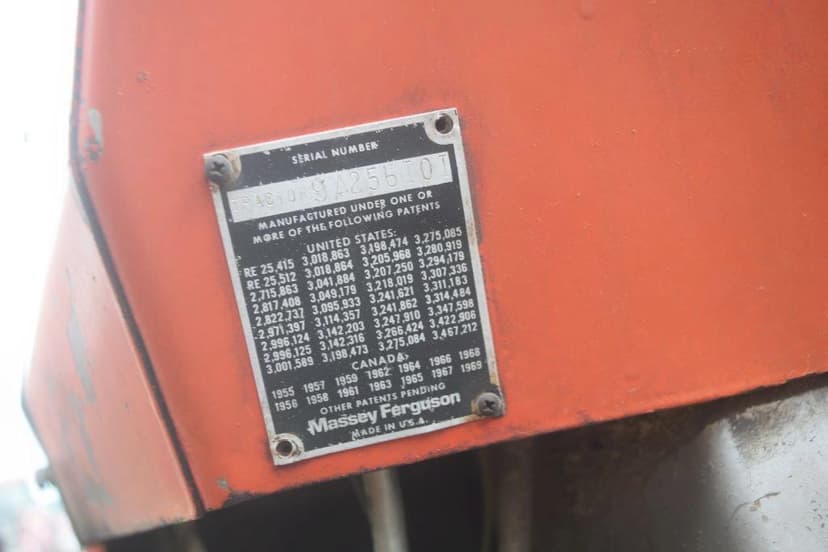 SERIAL NUMBER
TRACTOR 9A256101
MANUFACTURED UNDER ONE OR
MORE OF THE FOLLOWING PATENTS
UNITED STATES:
RE 25,415 3,018,863 3,198,474 3,275,085
RE 25,512 3,018,864 3,205,968 3,280,919
2,715,863 3,041,884 3,207,250 3,294,179
2,817,408 3,049,179 3,218,019 3,307,336
2,822,737 3,095,933 3,241,621 3,311,183
2,971,397 3,114,357 3,241,862 3,314,484
2,996,124 3,142,203 3,247,910 3,347,598
2,996,125 3,142,316 3,266,424 3,422,906
3,001,589 3,198,473 3,275,084 3,467,212
CANADA
1955 1957 1959 1962 1964 1966 1968
1956 1958 1961 1963 1965 1967 1969
OTHER PATENTS PENDING
Massey Ferguson
MADE IN U.S.A.